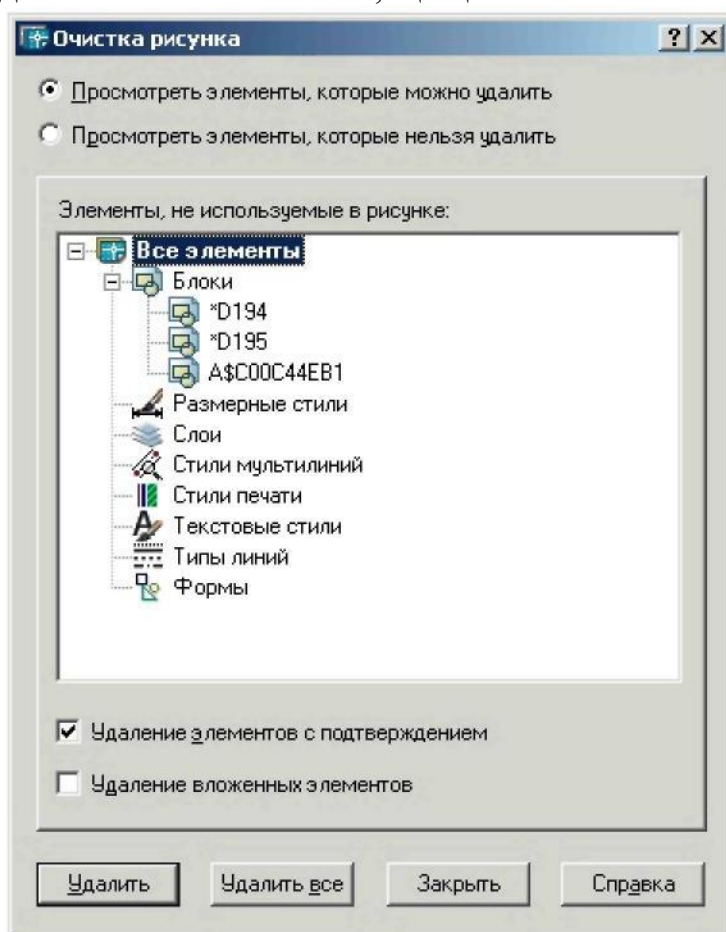 Очистка рисунка
Просмотреть элементы, которые можно удалить
Просмотреть элементы, которые нельзя удалить
Элементы, не используемые в рисунке:
Все элементы
Блоки
*D194
*D195
A$C00C44EB1
Размерные стили
Слои
Стили мультилиний
Стили печати
Текстовые стили
Типы линий
Формы
Удаление элементов с подтверждением
Удаление вложенных элементов
Удалить Удалить все Закрыть Справка